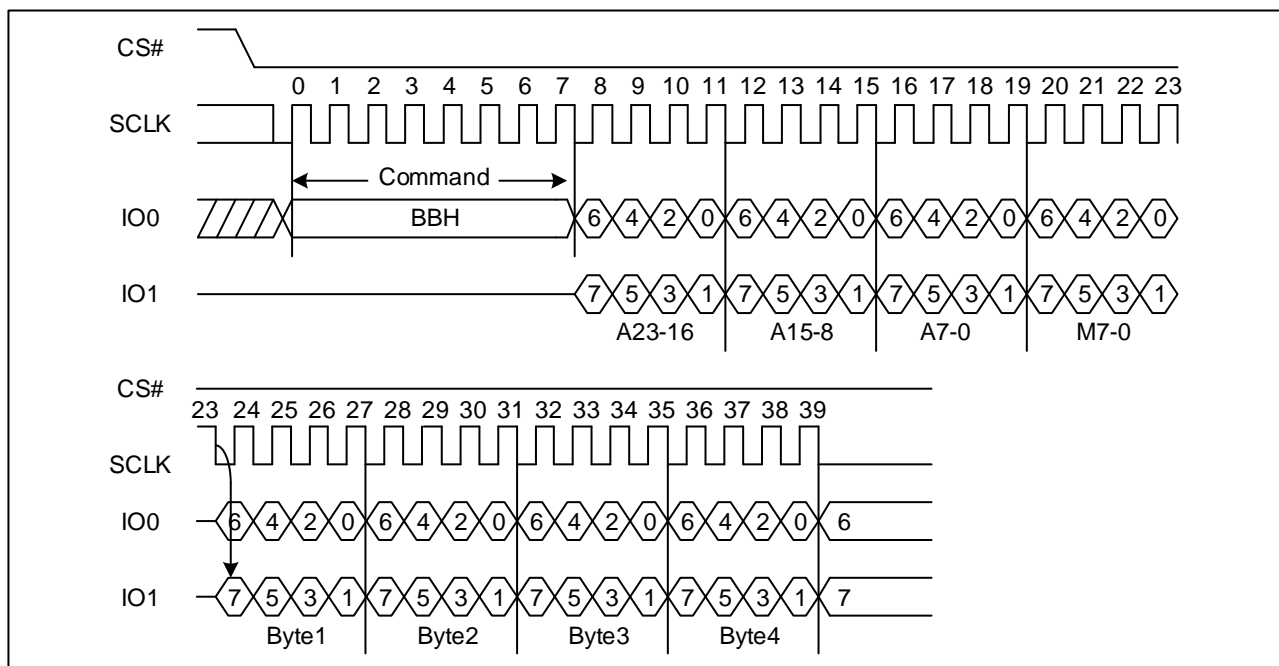 CS#
0 1 2 3 4 5 6 7 8 9 10 11 12 13 14 15 16 17 18 19 20 21 22 23
SCLK
Command
IO0 BBH 6 4 2 0 6 4 2 0 6 4 2 0 6 4 2 0
IO1 7 5 3 1 7 5 3 1 7 5 3 1 7 5 3 1
A23-16 A15-8 A7-0 M7-0
CS#
23 24 25 26 27 28 29 30 31 32 33 34 35 36 37 38 39
SCLK
IO0 6 4 2 0 6 4 2 0 6 4 2 0 6 4 2 0 6
IO1 7 5 3 1 7 5 3 1 7 5 3 1 7 5 3 1 7
Byte1 Byte2 Byte3 Byte4